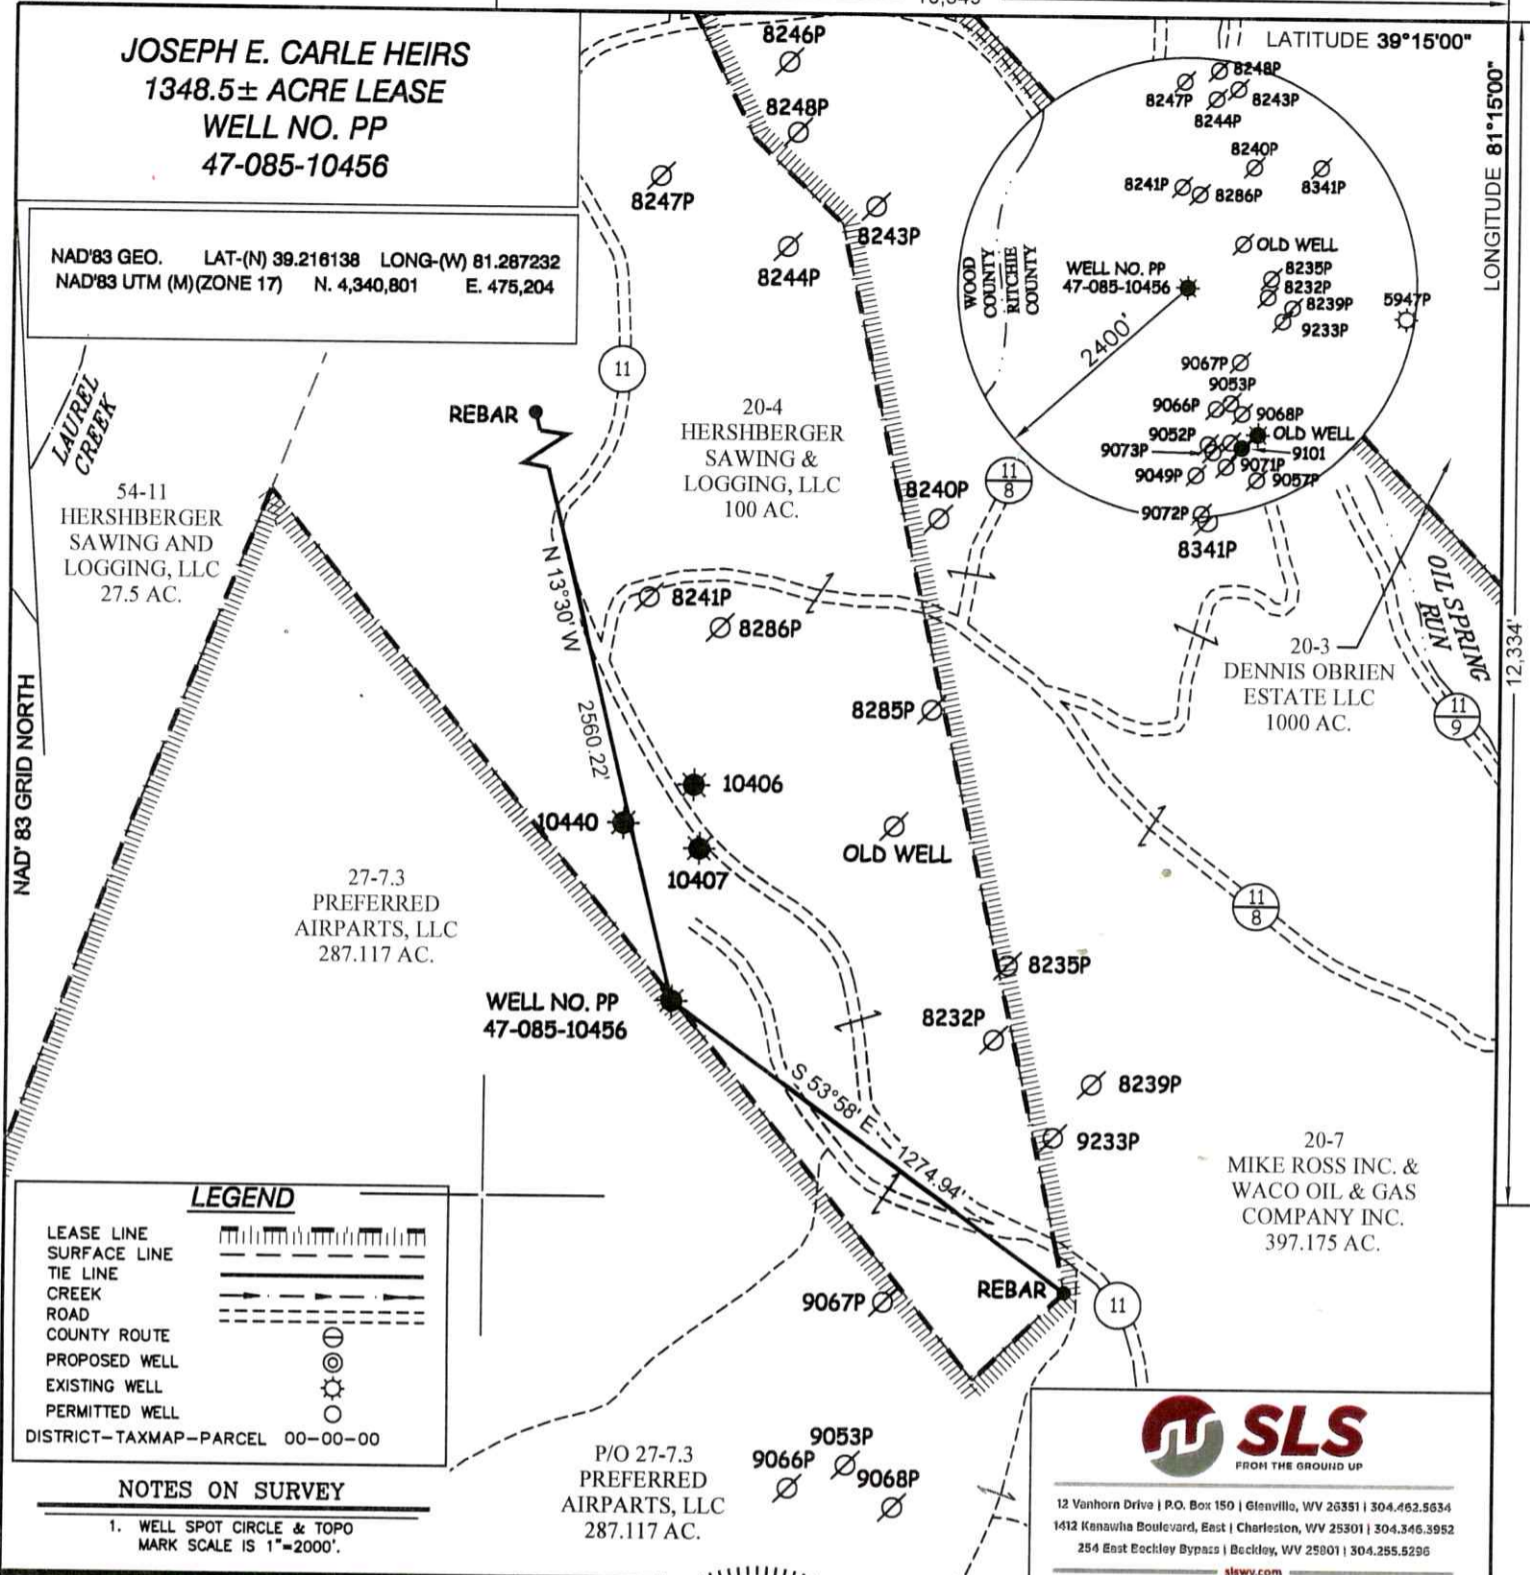 JOSEPH E. CARLE HEIRS
1348.5± ACRE LEASE
WELL NO. PP
47-085-10456
NAD'83 GEO. LAT-(N) 39.216138 LONG-(W) 81.287232
NAD'83 UTM (M)(ZONE 17) N. 4,340,801 E. 475,204
LATITUDE 39°15'00"
LONGITUDE 81°15'00"
12,334'
NAD' 83 GRID NORTH
LAUREL
CREEK
54-11
HERSHBERGER
SAWING AND
LOGGING, LLC
27.5 AC.
8246P
8248P
8247P
8243P
8244P
11
REBAR
20-4
HERSHBERGER
SAWING &
LOGGING, LLC
100 AC.
8240P
11
8
8248P
8247P
8243P
8244P
8240P
8241P
8286P
8341P
OLD WELL
WOOD
COUNTY
RITCHIE
COUNTY
WELL NO. PP
47-085-10456
8235P
8232P
8239P
9233P
5947P
2400'
9067P
9053P
9066P
9068P
9052P
OLD WELL
9073P
9101
9071P
9049P
9057P
9072P
8341P
OIL SPRING
RUN
20-3
DENNIS OBRIEN
ESTATE LLC
1000 AC.
11
9
N 13°30' W
2560.22'
8241P
8286P
8285P
10406
10440
10407
OLD WELL
11
8
27-7.3
PREFERRED
AIRPARTS, LLC
287.117 AC.
WELL NO. PP
47-085-10456
8235P
8232P
8239P
9233P
S 53°58' E
1274.94'
20-7
MIKE ROSS INC. &
WACO OIL & GAS
COMPANY INC.
397.175 AC.
REBAR
11
9067P
9053P
9066P
9068P
P/O 27-7.3
PREFERRED
AIRPARTS, LLC
287.117 AC.
LEGEND
LEASE LINE
SURFACE LINE
TIE LINE
CREEK
ROAD
COUNTY ROUTE
PROPOSED WELL
EXISTING WELL
PERMITTED WELL
DISTRICT-TAXMAP-PARCEL 00-00-00
NOTES ON SURVEY
1. WELL SPOT CIRCLE & TOPO
MARK SCALE IS 1"=2000'.
SLS
FROM THE GROUND UP
12 Vanhorn Drive | P.O. Box 150 | Glenville, WV 26351 | 304.462.5634
1412 Kanawha Boulevard, East | Charleston, WV 25301 | 304.346.3952
254 East Beckley Bypass | Beckley, WV 25801 | 304.255.5296
slswv.com